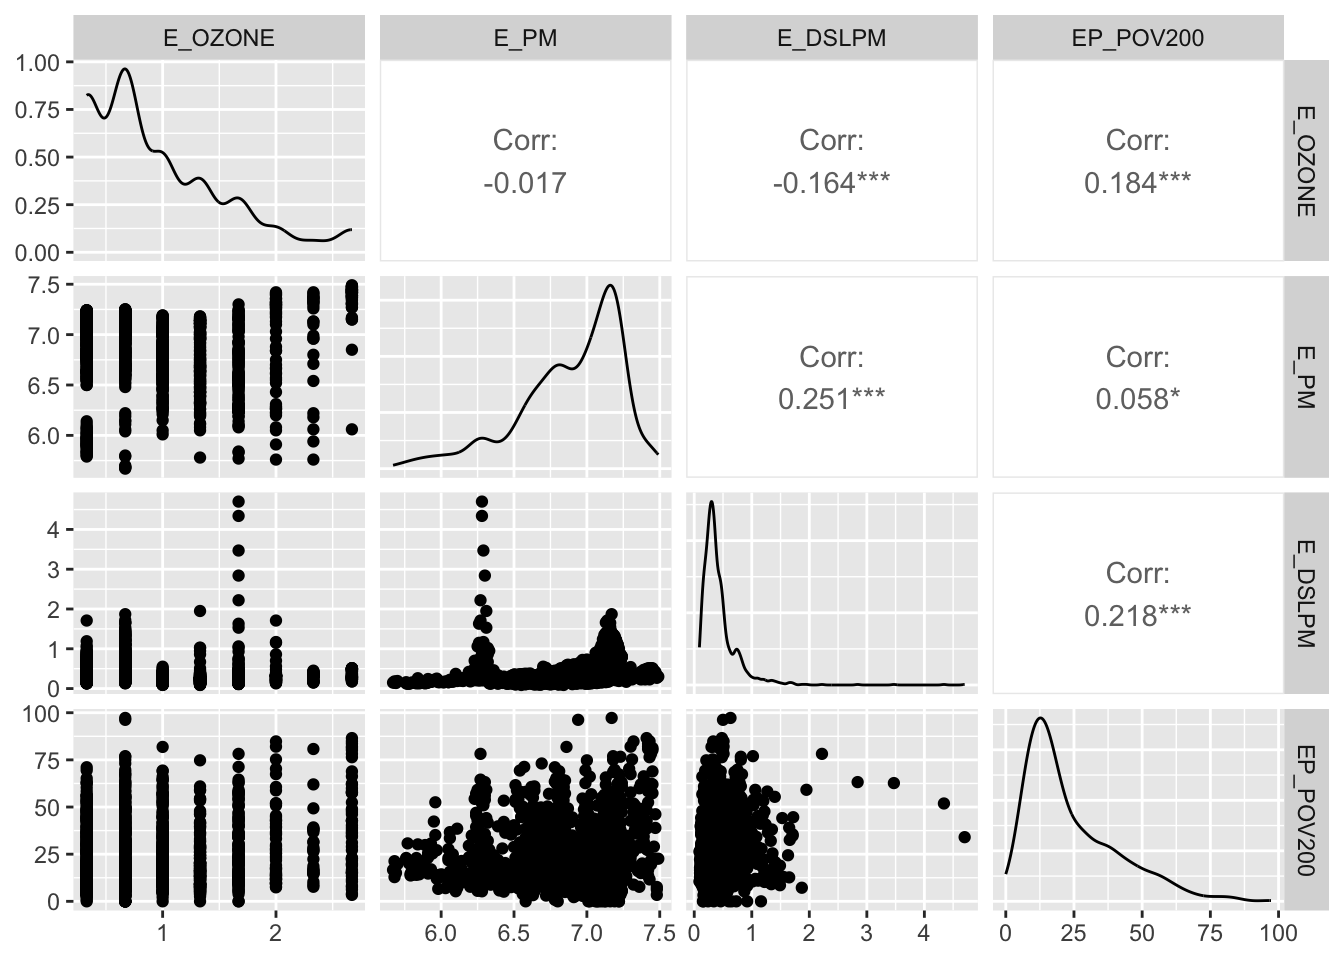 E_OZONE E_PM E_DSLPM EP_POV200
1.00
0.75
0.50
0.25
0.00
Corr:
-0.017
Corr:
-0.164***
Corr:
0.184***
E_OZONE
7.5
7.0
6.5
6.0
Corr:
0.251***
Corr:
0.058*
E_PM
4
3
2
1
0
Corr:
0.218***
E_DSLPM
100
75
50
25
0
EP_POV200
1 2
6.0 6.5 7.0 7.5
0 1 2 3 4
0 25 50 75 100